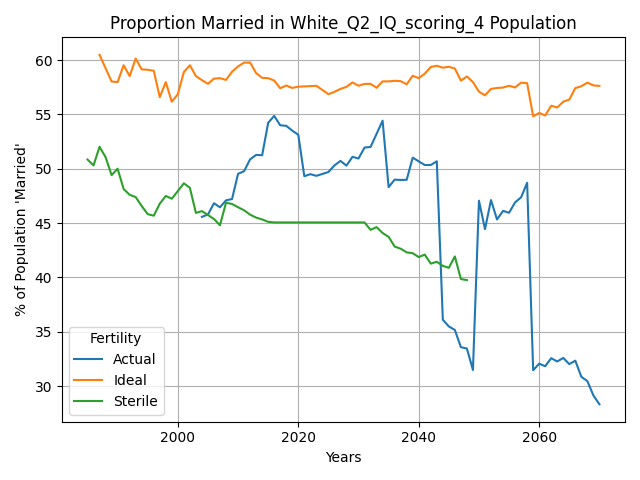 Proportion Married in White_Q2_IQ_scoring_4 Population
% of Population 'Married'
60
55
50
45
40
35
30
Fertility
Actual
Ideal
Sterile
2000 2020 2040 2060
Years